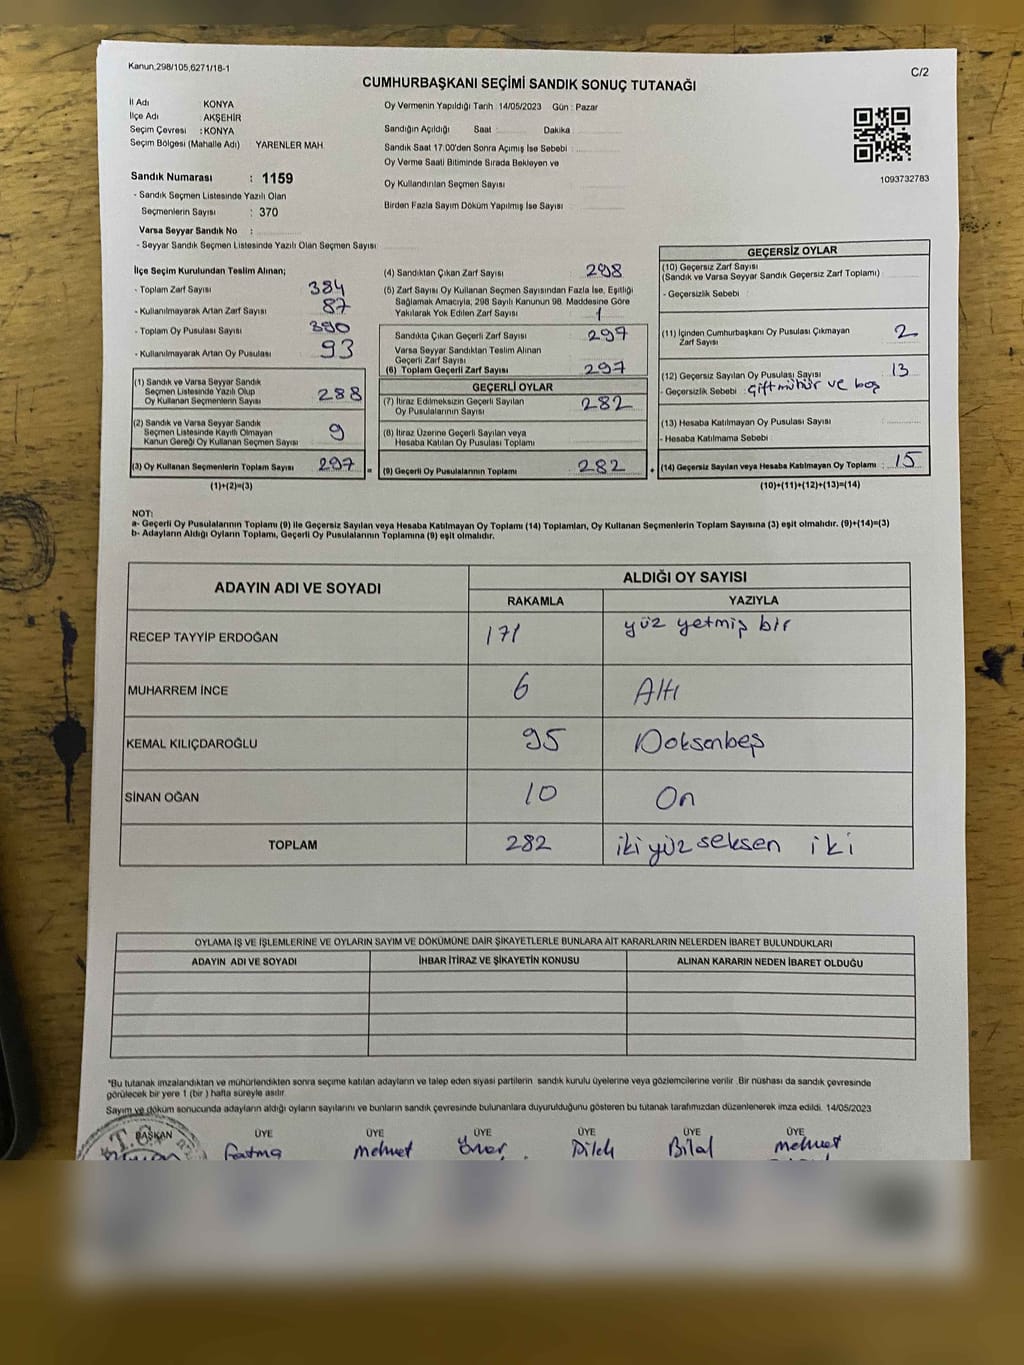 Kanun,298/105,6271/18-1
C/2
CUMHURBAŞKANI SEÇİMİ SANDIK SONUÇ TUTANAĞI
İl Adı KONYA
İlçe Adı : AKŞEHİR
Seçim Çevresi : KONYA
Seçim Bölgesi (Mahalle Adı) YARENLER MAH
Sandık Numarası : 1159
- Sandık Seçmen Listesinde Yazılı Olan
Seçmenlerin Sayısı : 370
Varsa Seyyar Sandık No :
- Seyyar Sandık Seçmen Listesinde Yazılı Olan Seçmen Sayısı:
Oy Vermenin Yapıldığı Tarih :14/05/2023 Gün : Pazar
Sandığın Açıldığı Saat : Dakika :
Sandık Saat 17:00'den Sonra Açımış İse Sebebi :
Oy Verme Saati Bitiminde Sırada Bekleyen ve
Oy Kullandırılan Seçmen Sayısı :
Birden Fazla Sayım Döküm Yapılmış İse Sayısı :
1093732783
İlçe Seçim Kurulundan Teslim Alınan;
- Toplam Zarf Sayısı 384
- Kullanılmayarak Artan Zarf Sayısı 87
- Toplam Oy Pusulası Sayısı 390
- Kullanılmayarak Artan Oy Pusulası 93
(1) Sandık ve Varsa Seyyar Sandık
Seçmen Listesinde Yazılı Olup
Oy Kullanan Seçmenlerin Sayısı 288
(2) Sandık ve Varsa Seyyar Sandık
Seçmen Listesinde Kayıtlı Olmayan
Kanun Gereği Oy Kullanan Seçmen Sayısı 9
(3) Oy Kullanan Seçmenlerin Toplam Sayısı 297 =
(1)+(2)=(3)
(4) Sandıktan Çıkan Zarf Sayısı 298
(5) Zarf Sayısı Oy Kullanan Seçmen Sayısından Fazla İse, Eşitliği
Sağlamak Amacıyla, 298 Sayılı Kanunun 98. Maddesine Göre
Yakılarak Yok Edilen Zarf Sayısı : 1
Sandıkta Çıkan Geçerli Zarf Sayısı : 297
Varsa Seyyar Sandıktan Teslim Alınan
Geçerli Zarf Sayısı
(6) Toplam Geçerli Zarf Sayısı : 297
GEÇERLİ OYLAR
(7) İtiraz Edilmeksizin Geçerli Sayılan
Oy Pusulalarının Sayısı : 282
(8) İtiraz Üzerine Geçerli Sayılan veya
Hesaba Katılan Oy Pusulası Toplamı :
(9) Geçerli Oy Pusulalarının Toplamı : 282 +
GEÇERSİZ OYLAR
(10) Geçersiz Zarf Sayısı
(Sandık ve Varsa Seyyar Sandık Geçersiz Zarf Toplamı) :
- Geçersizlik Sebebi :
(11) İçinden Cumhurbaşkanı Oy Pusulası Çıkmayan
Zarf Sayısı : 2
(12) Geçersiz Sayılan Oy Pusulası Sayısı : 13
- Geçersizlik Sebebi : Çift mühür ve boş
(13) Hesaba Katılmayan Oy Pusulası Sayısı :
- Hesaba Katılmama Sebebi :
(14) Geçersiz Sayılan veya Hesaba Katılmayan Oy Toplamı : 15
(10)+(11)+(12)+(13)=(14)
NOT:
a- Geçerli Oy Pusulalarının Toplamı (9) ile Geçersiz Sayılan veya Hesaba Katılmayan Oy Toplamı (14) Toplamları, Oy Kullanan Seçmenlerin Toplam Sayısına (3) eşit olmalıdır. (9)+(14)=(3)
b- Adayların Aldığı Oyların Toplamı, Geçerli Oy Pusulalarının Toplamına (9) eşit olmalıdır.
ADAYIN ADI VE SOYADI ALDIĞI OY SAYISI
RAKAMLA YAZIYLA
RECEP TAYYİP ERDOĞAN 171 yüz yetmiş bir
MUHARREM İNCE 6 Altı
KEMAL KILIÇDAROĞLU 95 Doksanbeş
SİNAN OĞAN 10 On
TOPLAM 282 iki yüz seksen iki
OYLAMA İŞ VE İŞLEMLERİNE VE OYLARIN SAYIM VE DÖKÜMÜNE DAİR ŞİKAYETLERLE BUNLARA AİT KARARLARIN NELERDEN İBARET BULUNDUKLARI
ADAYIN ADI VE SOYADI İHBAR İTİRAZ VE ŞİKAYETİN KONUSU ALINAN KARARIN NEDEN İBARET OLDUĞU
*Bu tutanak imzalandıktan ve mühürlendikten sonra seçime katılan adayların ve talep eden siyasi partilerin sandık kurulu üyelerine veya gözlemcilerine verilir. Bir nüshası da sandık çevresinde
görülecek bir yere 1 (bir ) hafta süreyle asılır.
Sayım ve döküm sonucunda adayların aldığı oyların sayılarını ve bunların sandık çevresinde bulunanlara duyurulduğunu gösteren bu tutanak tarafımızdan düzenlenerek imza edildi. 14/05/2023
BAŞKAN ÜYE ÜYE ÜYE ÜYE ÜYE ÜYE
T.C. Fatma Mehmet Dilek Bilal Mehmet